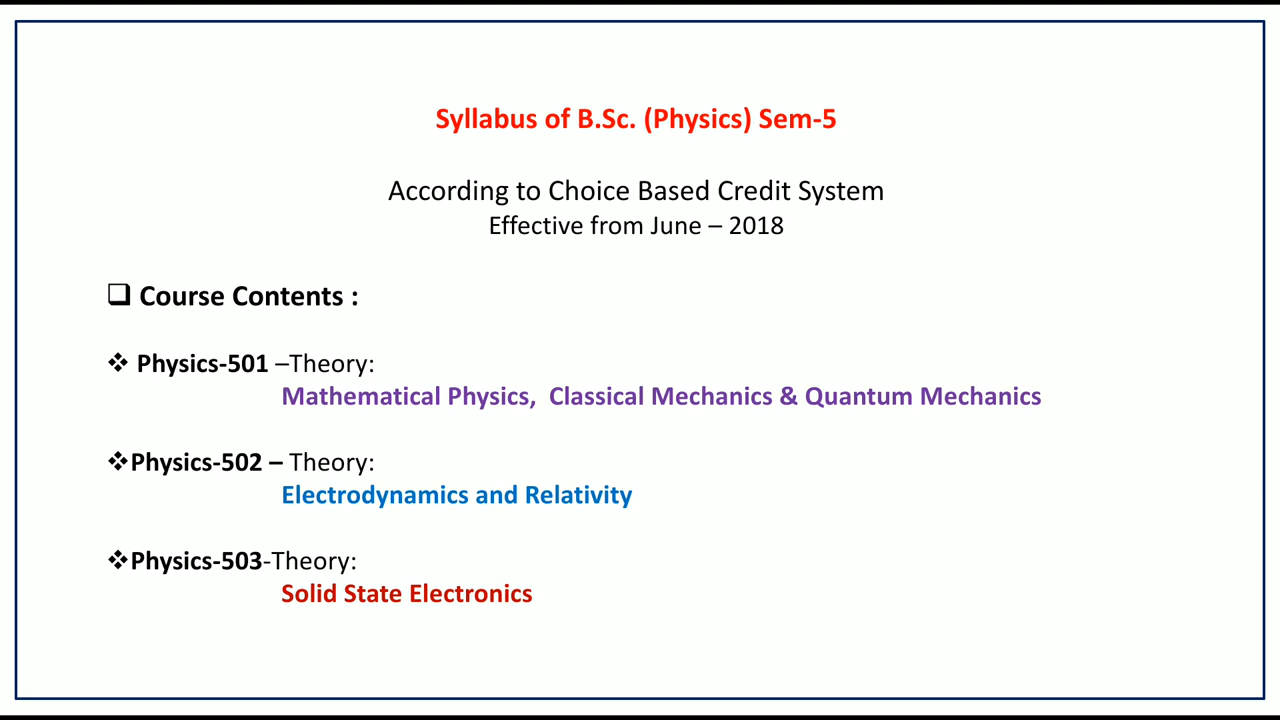 Syllabus of B.Sc. (Physics) Sem-5
According to Choice Based Credit System
Effective from June – 2018
❑ Course Contents :
❖ Physics-501 –Theory:
Mathematical Physics, Classical Mechanics & Quantum Mechanics
❖Physics-502 – Theory:
Electrodynamics and Relativity
❖Physics-503-Theory:
Solid State Electronics